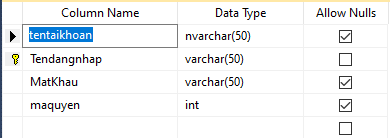 Column Name Data Type Allow Nulls
tentaikhoan nvarchar(50)
Tendangnhap varchar(50)
MatKhau varchar(50)
maquyen int